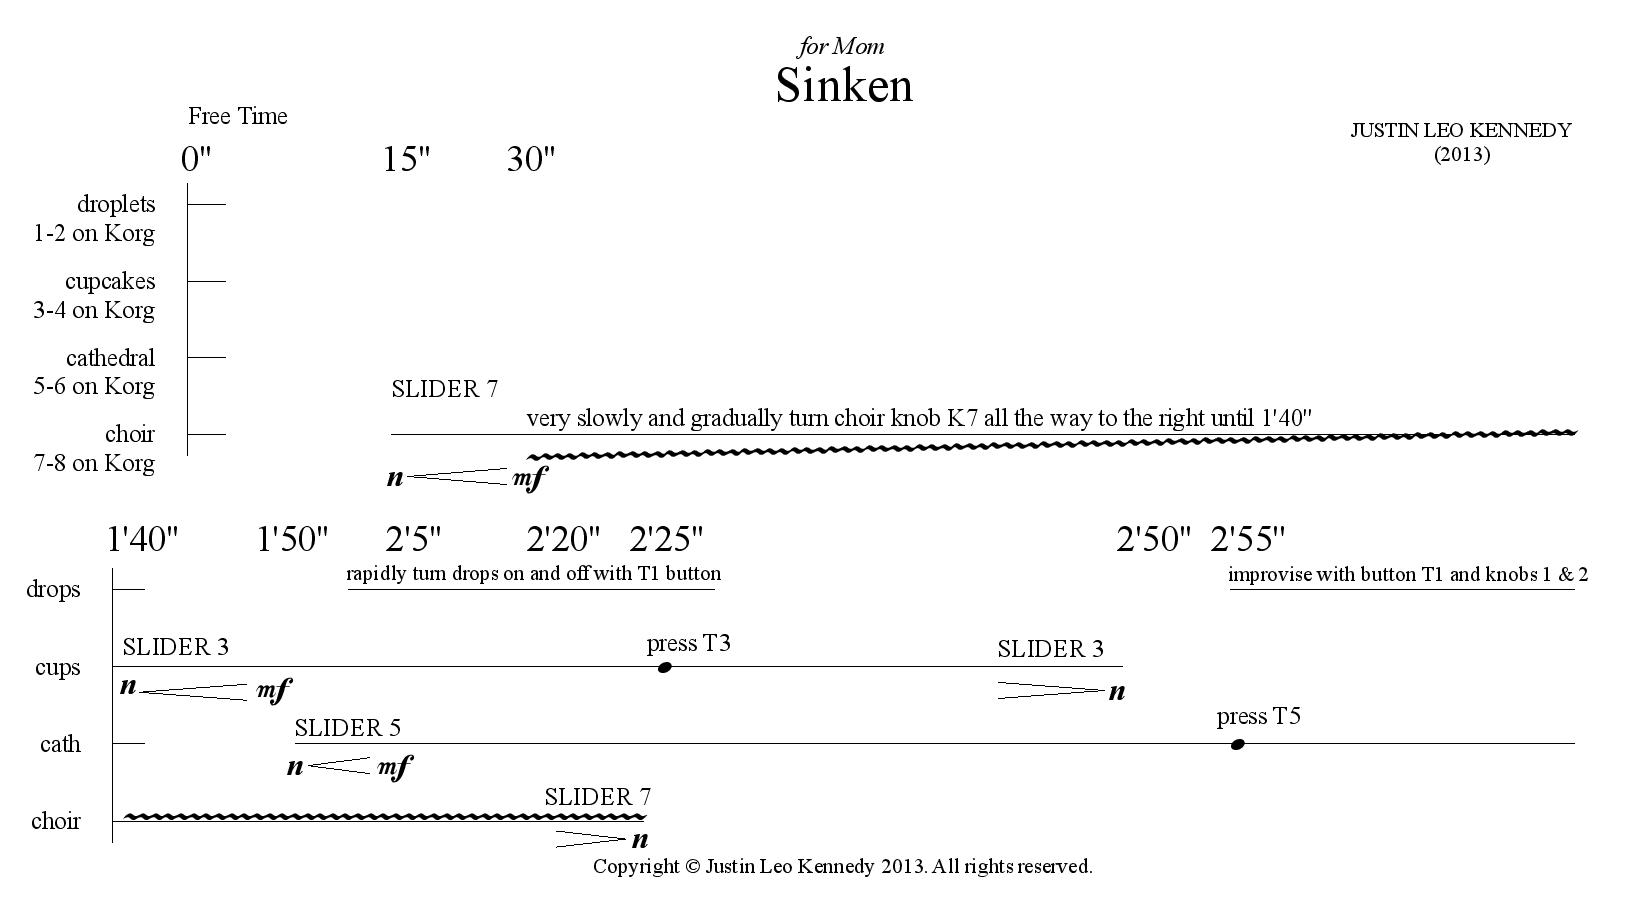 for Mom
Sinken
Free Time
JUSTIN LEO KENNEDY
(2013)
0" 15" 30"
droplets
1-2 on Korg
cupcakes
3-4 on Korg
cathedral
5-6 on Korg
SLIDER 7
very slowly and gradually turn choir knob K7 all the way to the right until 1'40"
choir
7-8 on Korg
n mf
1'40" 1'50" 2'5" 2'20" 2'25" 2'50" 2'55"
rapidly turn drops on and off with T1 button improvise with button T1 and knobs 1 & 2
drops
SLIDER 3 press T3 SLIDER 3
cups
n mf n
SLIDER 5 press T5
cath
n mf
SLIDER 7
choir
n
Copyright © Justin Leo Kennedy 2013. All rights reserved.